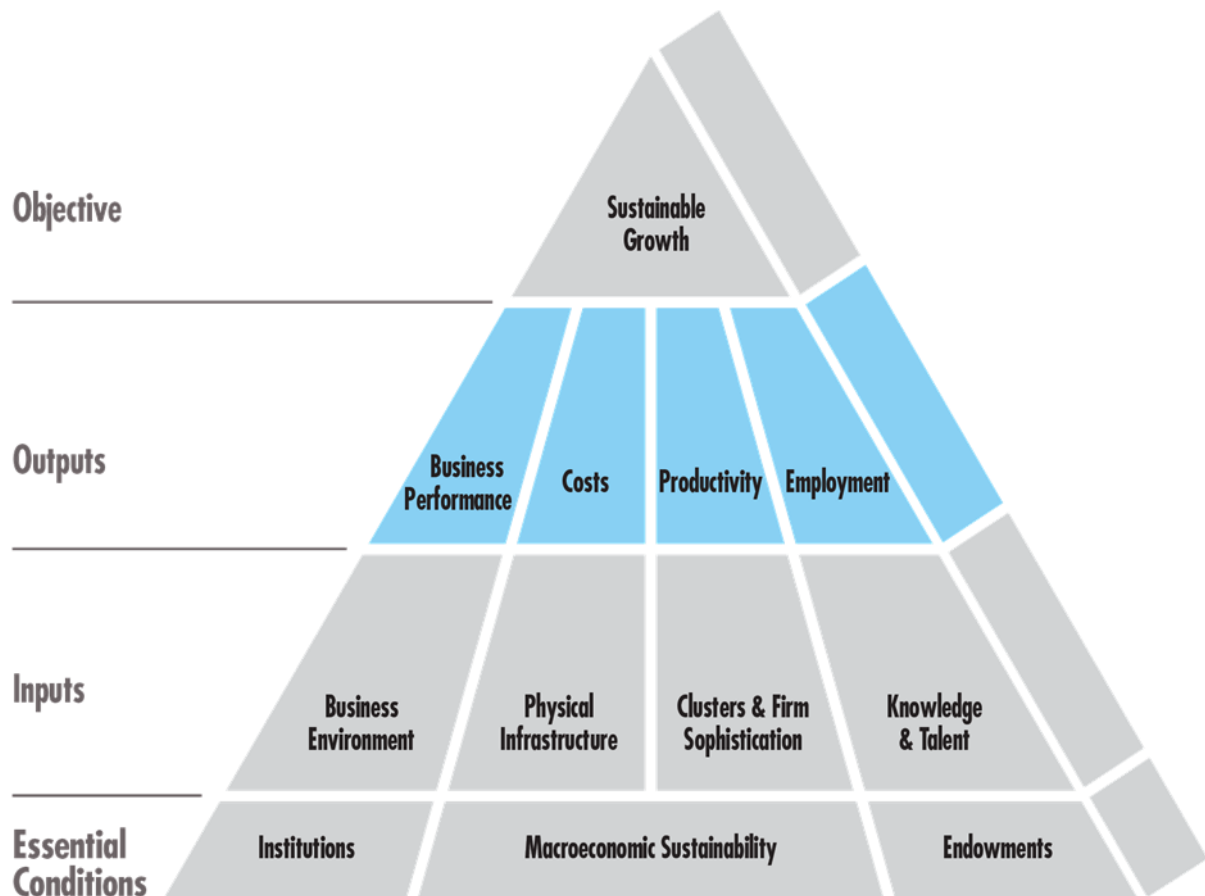 Objective
Sustainable
Growth
Outputs
Business
Performance
Costs
Productivity
Employment
Inputs
Business
Environment
Physical
Infrastructure
Clusters & Firm
Sophistication
Knowledge
& Talent
Essential
Conditions
Institutions
Macroeconomic Sustainability
Endowments